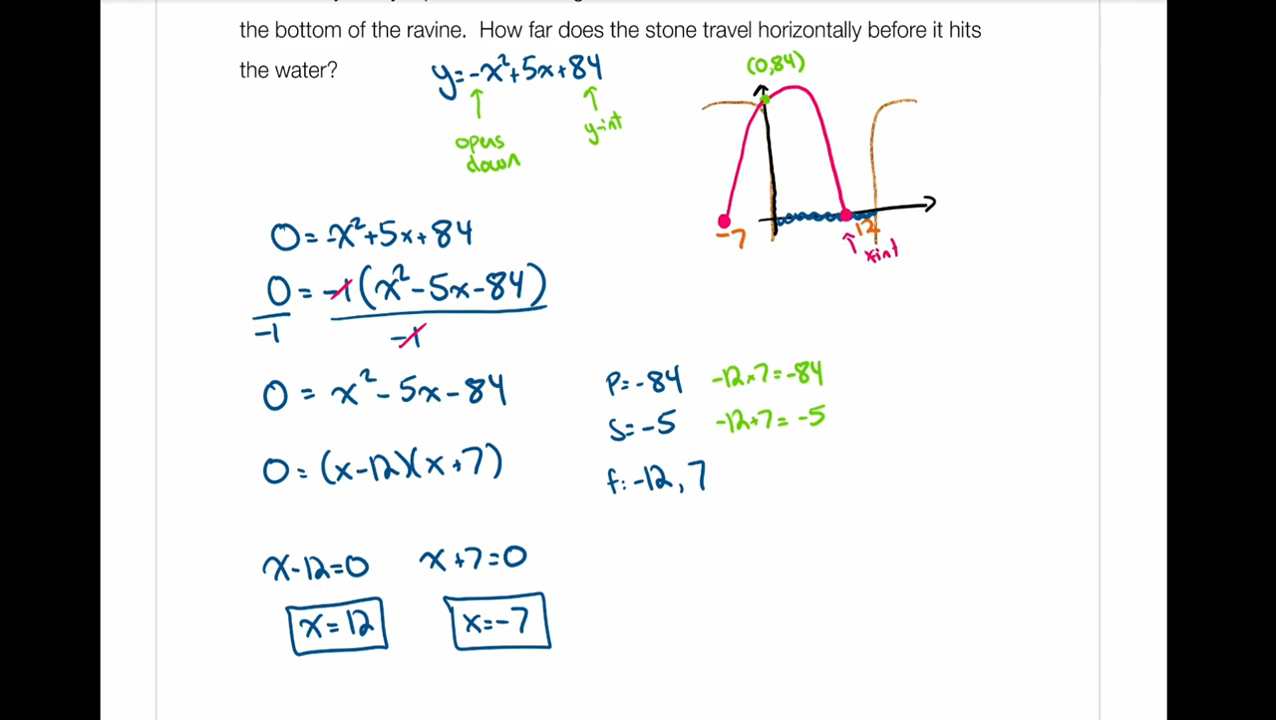 the bottom of the ravine. How far does the stone travel horizontally before it hits
the water?
y=-x²+5x+84
opens
down
y-int
(0,84)
-7
12
x-int
0=-x²+5x+84
0 = -1(x²-5x-84)
-1 -1
0 = x²-5x-84
0=(x-12)(x+7)
P=-84 -12×7=-84
S=-5 -12+7=-5
f:-12, 7
x-12=0 x+7=0
x=12 x=-7